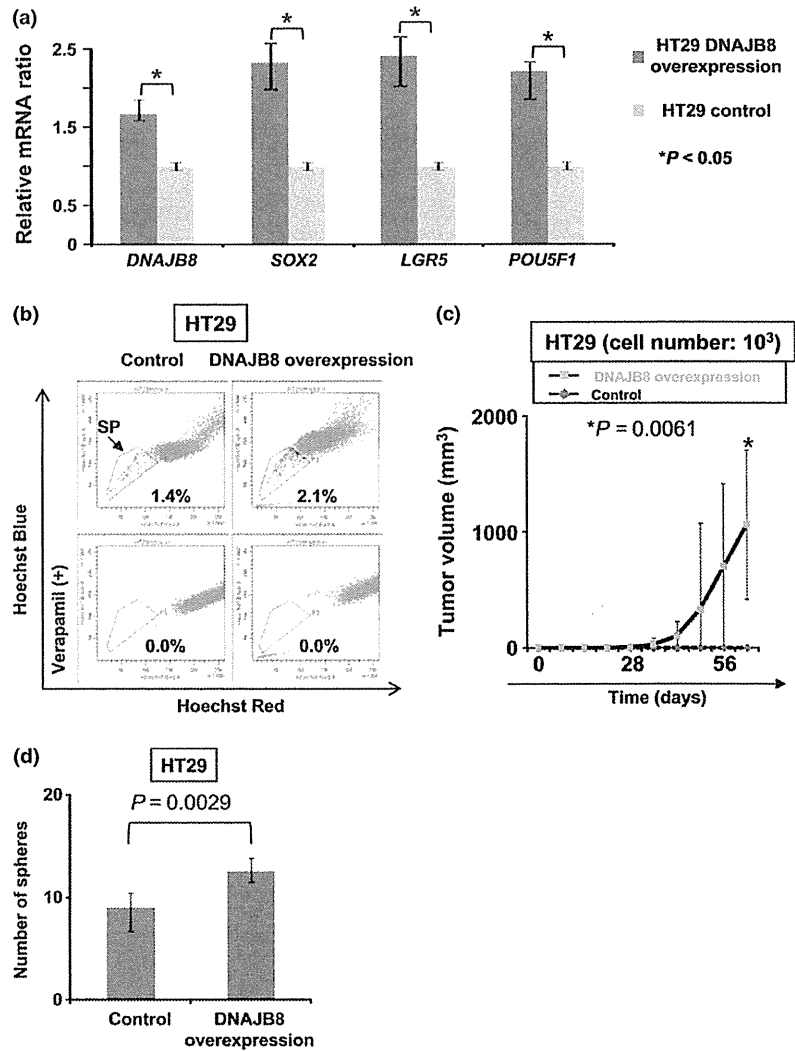 (a)
Relative mRNA ratio
2.5
1.5
0.5
0
*
*
*
*
DNAJB8
SOX2
LGR5
POU5F1
HT29 DNAJB8
overexpression
HT29 control
*P < 0.05
(b)
HT29
Control
DNAJB8 overexpression
Hoechst Blue
Verapamil (+)
SP
1.4%
2.1%
0.0%
0.0%
Hoechst Red
(c)
HT29 (cell number: 10³)
DNAJB8 overexpression
Control
*P = 0.0061
*
Tumor volume (mm³)
2000
1000
0
0
28
56
Time (days)
(d)
HT29
P = 0.0029
Number of spheres
20
10
0
Control
DNAJB8
overexpression